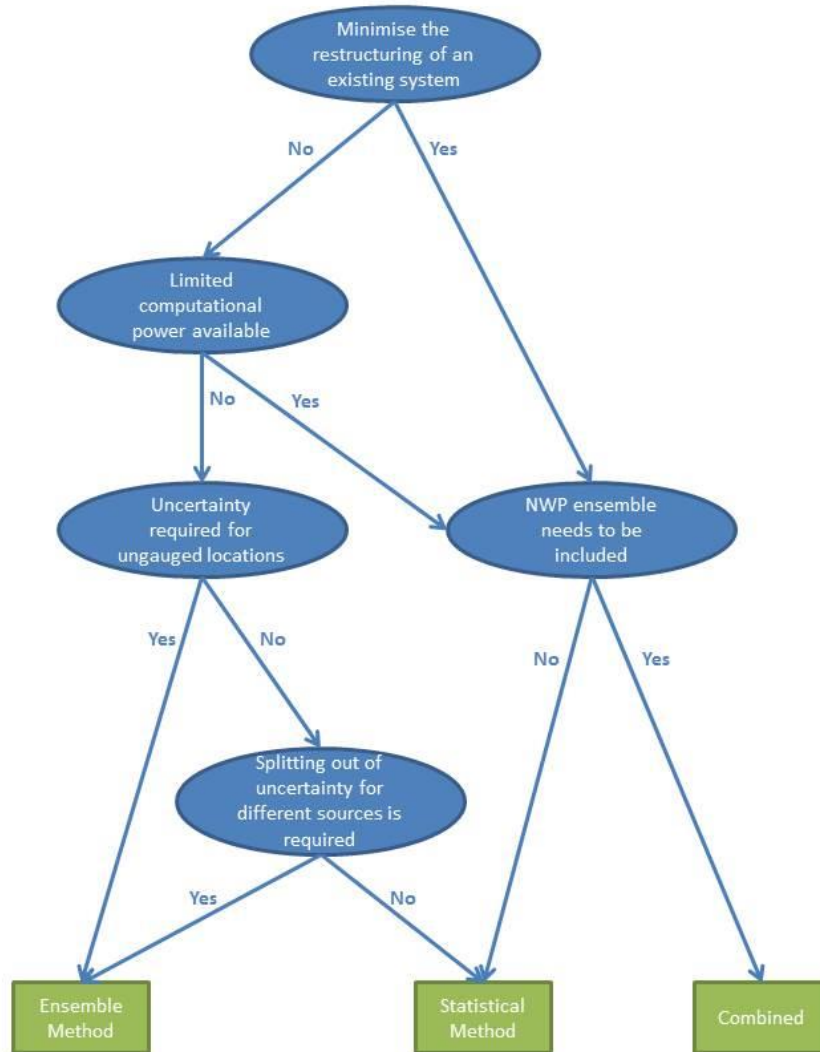 Minimise the
restructuring of an
existing system
No
Yes
Limited
computational
power available
No
Yes
Uncertainty
required for
ungauged locations
NWP ensemble
needs to be
included
Yes
No
No
Yes
Splitting out of
uncertainty for
different sources is
required
Yes
No
Ensemble
Method
Statistical
Method
Combined